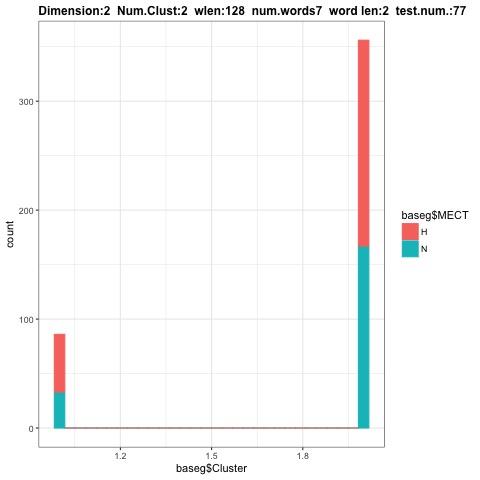 Dimension:2 Num.Clust:2 wlen:128 num.words7 word len:2 test.num.:77
count
300
200
100
0
1.2 1.5 1.8
baseg$Cluster
baseg$MECT
H
N